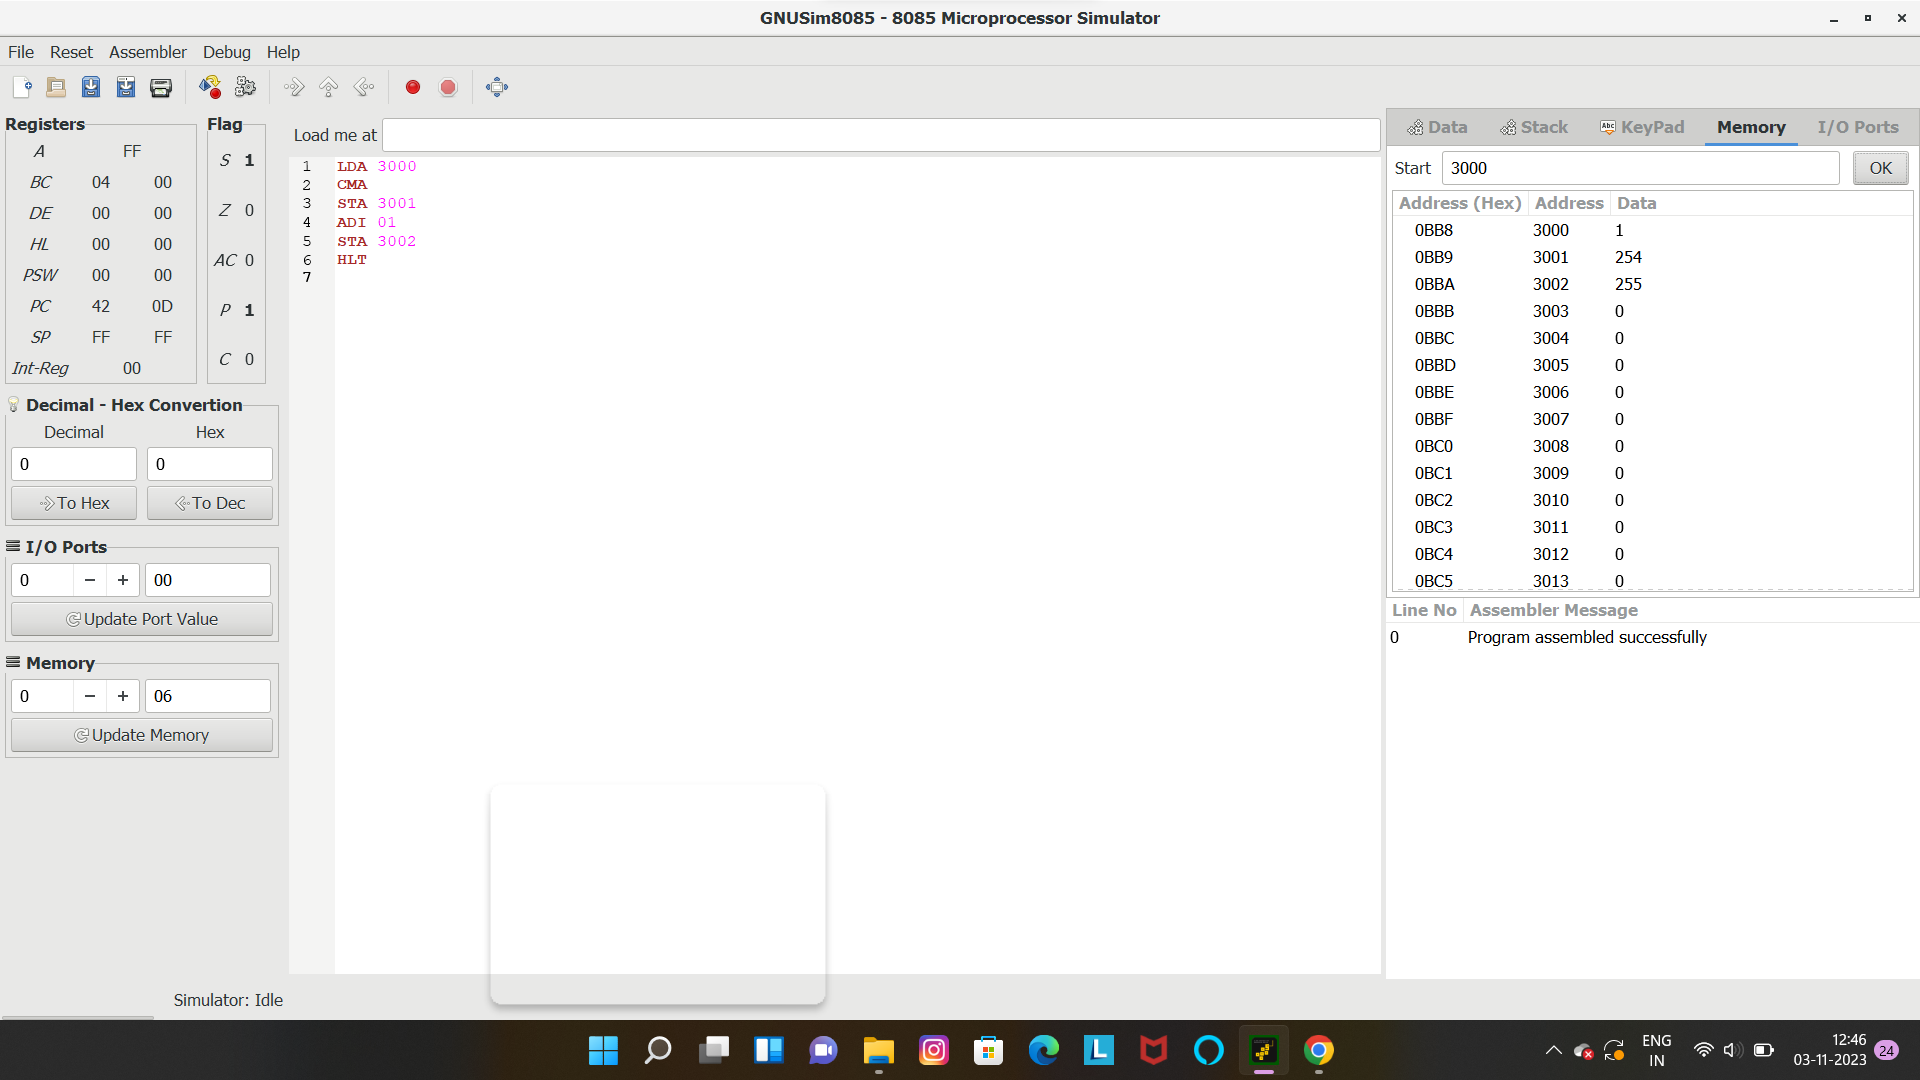 GNUSim8085 - 8085 Microprocessor Simulator
File Reset Assembler Debug Help
Registers
A FF
BC 04 00
DE 00 00
HL 00 00
PSW 00 00
PC 42 0D
SP FF FF
Int-Reg 00
Flag
S 1
Z 0
AC 0
P 1
C 0
Decimal - Hex Convertion
Decimal Hex
0 0
To Hex To Dec
I/O Ports
0 − + 00
Update Port Value
Memory
0 − + 06
Update Memory
Load me at
1 LDA 3000
2 CMA
3 STA 3001
4 ADI 01
5 STA 3002
6 HLT
7
Data Stack Abc KeyPad Memory I/O Ports
Start 3000 OK
Address (Hex) Address Data
0BB8 3000 1
0BB9 3001 254
0BBA 3002 255
0BBB 3003 0
0BBC 3004 0
0BBD 3005 0
0BBE 3006 0
0BBF 3007 0
0BC0 3008 0
0BC1 3009 0
0BC2 3010 0
0BC3 3011 0
0BC4 3012 0
0BC5 3013 0
Line No Assembler Message
0 Program assembled successfully
Simulator: Idle
L
ENG
IN
12:46
03-11-2023
24